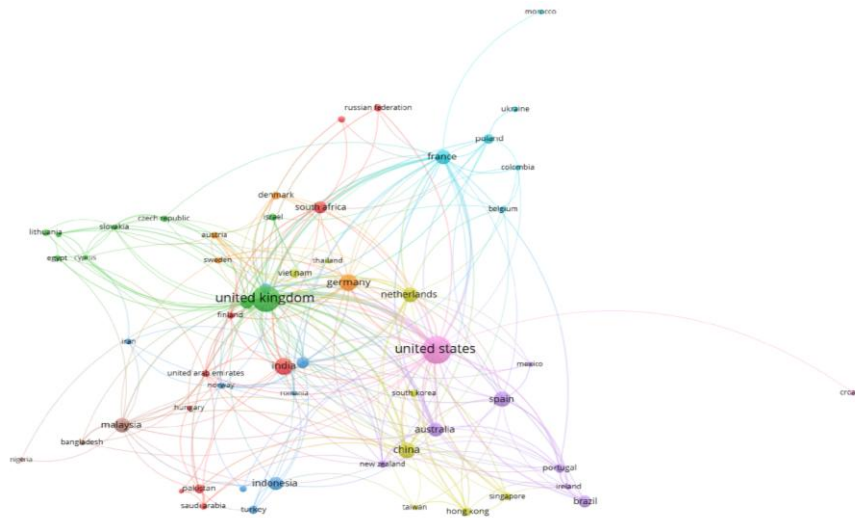 morocco
russian federation
ukraine
poland
france
colombia
denmark
south africa
belgium
czech republic
israel
slovakia
lithuania
austria
egypt
cyprus
sweden
thailand
viet nam
germany
united kingdom
netherlands
finland
iran
united states
india
mexico
united arab emirates
norway
croa
south korea
spain
hungary
malaysia
australia
bangladesh
china
nigeria
new zealand
portugal
indonesia
pakistan
ireland
singapore
brazil
saudi arabia
turkey
taiwan
hong kong